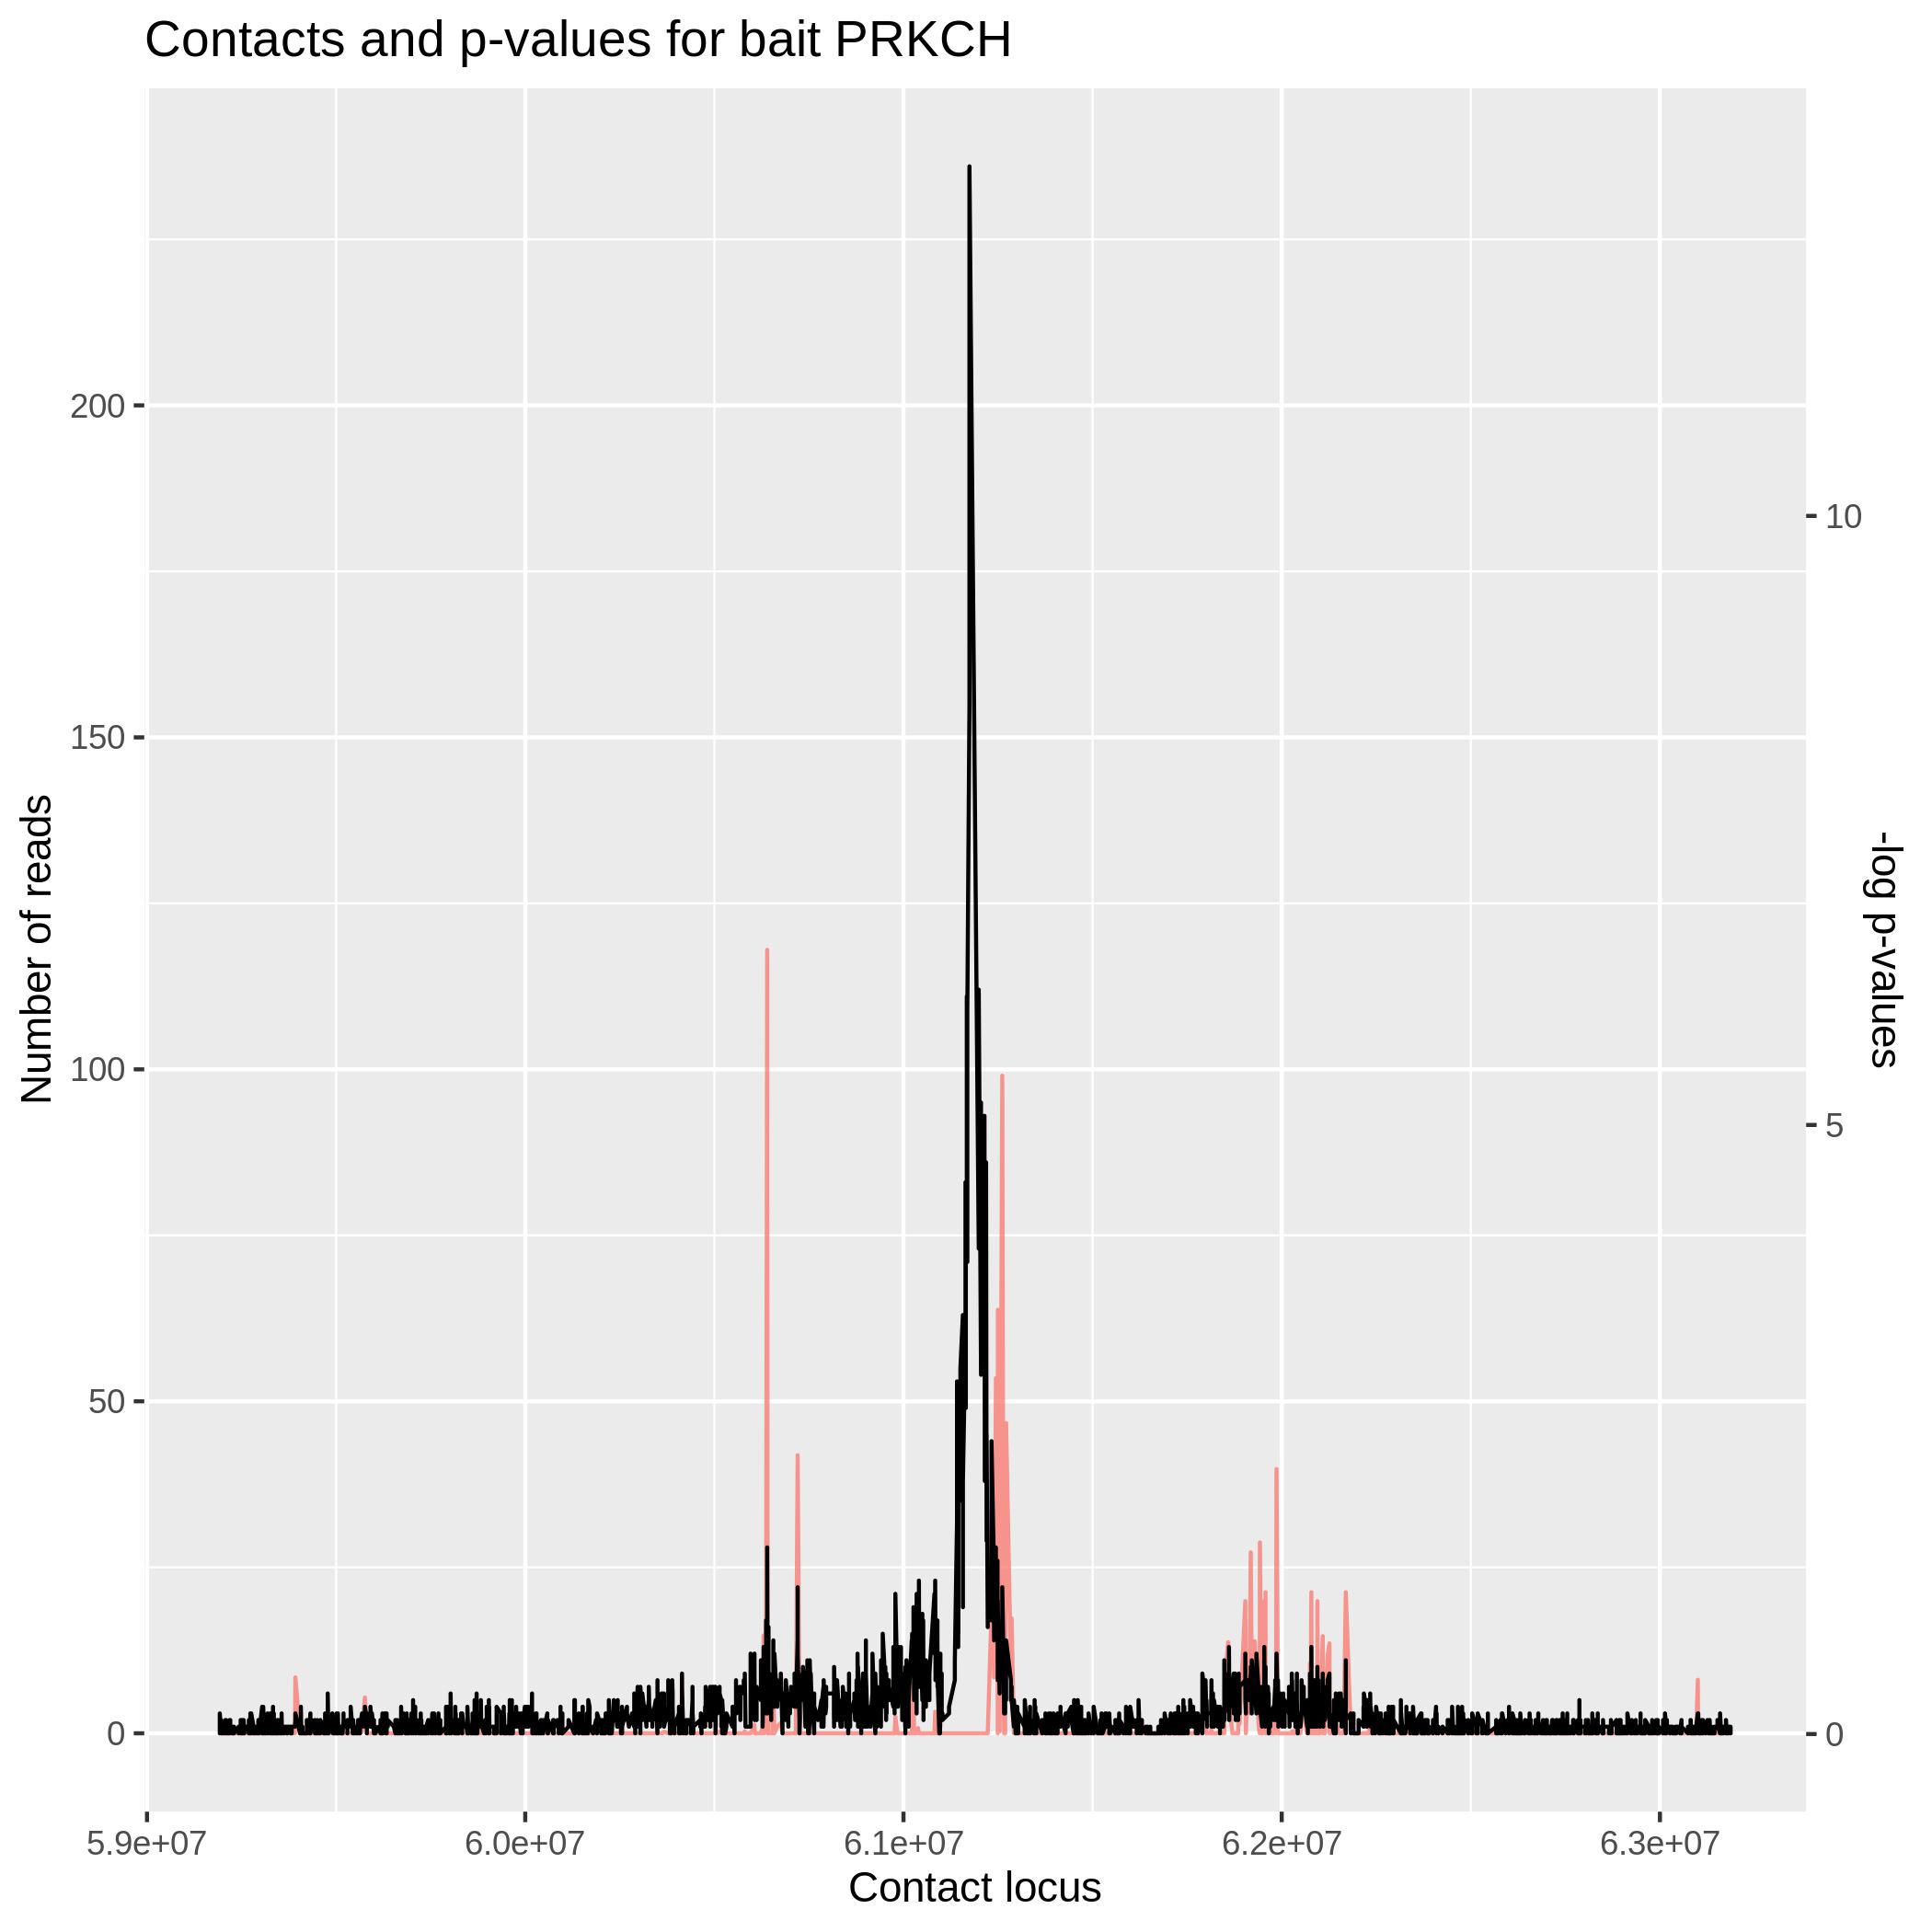 Contacts and p-values for bait PRKCH
Number of reads
200
150
100
50
0
10
5
0
-log p-values
5.9e+07 6.0e+07 6.1e+07 6.2e+07 6.3e+07
Contact locus